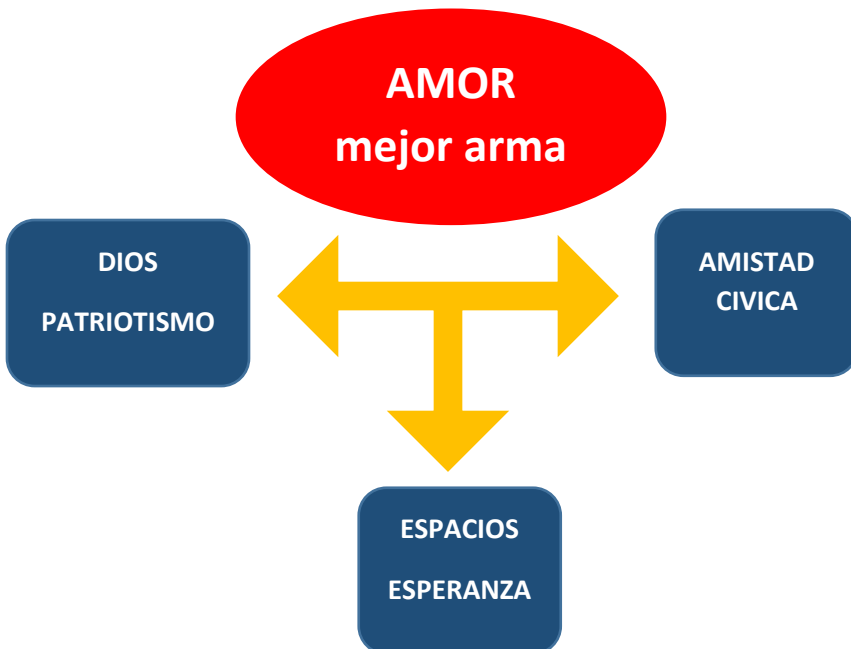 AMOR
mejor arma
DIOS
PATRIOTISMO
AMISTAD
CIVICA
ESPACIOS
ESPERANZA